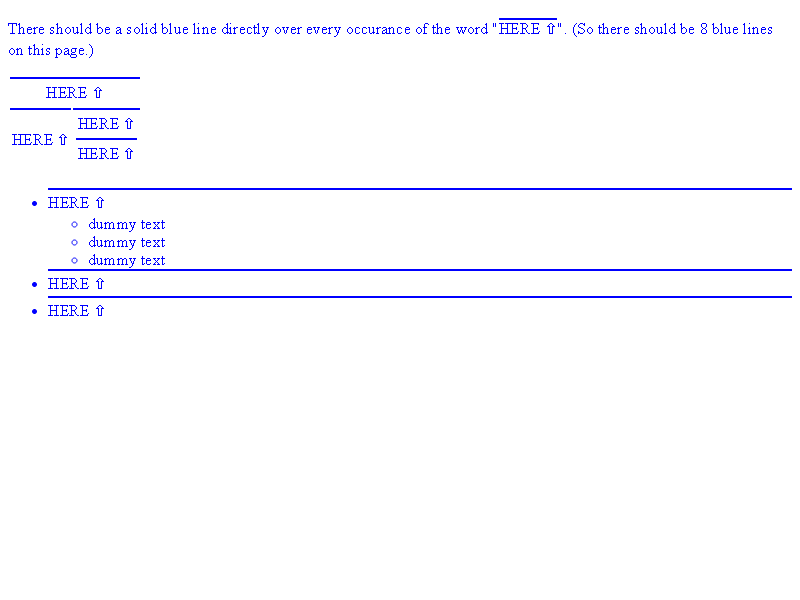 There should be a solid blue line directly over every occurance of the word "HERE ⇧". (So there should be 8 blue lines
on this page.)
HERE ⇧
HERE ⇧
HERE ⇧
HERE ⇧
HERE ⇧
dummy text
dummy text
dummy text
HERE ⇧
HERE ⇧